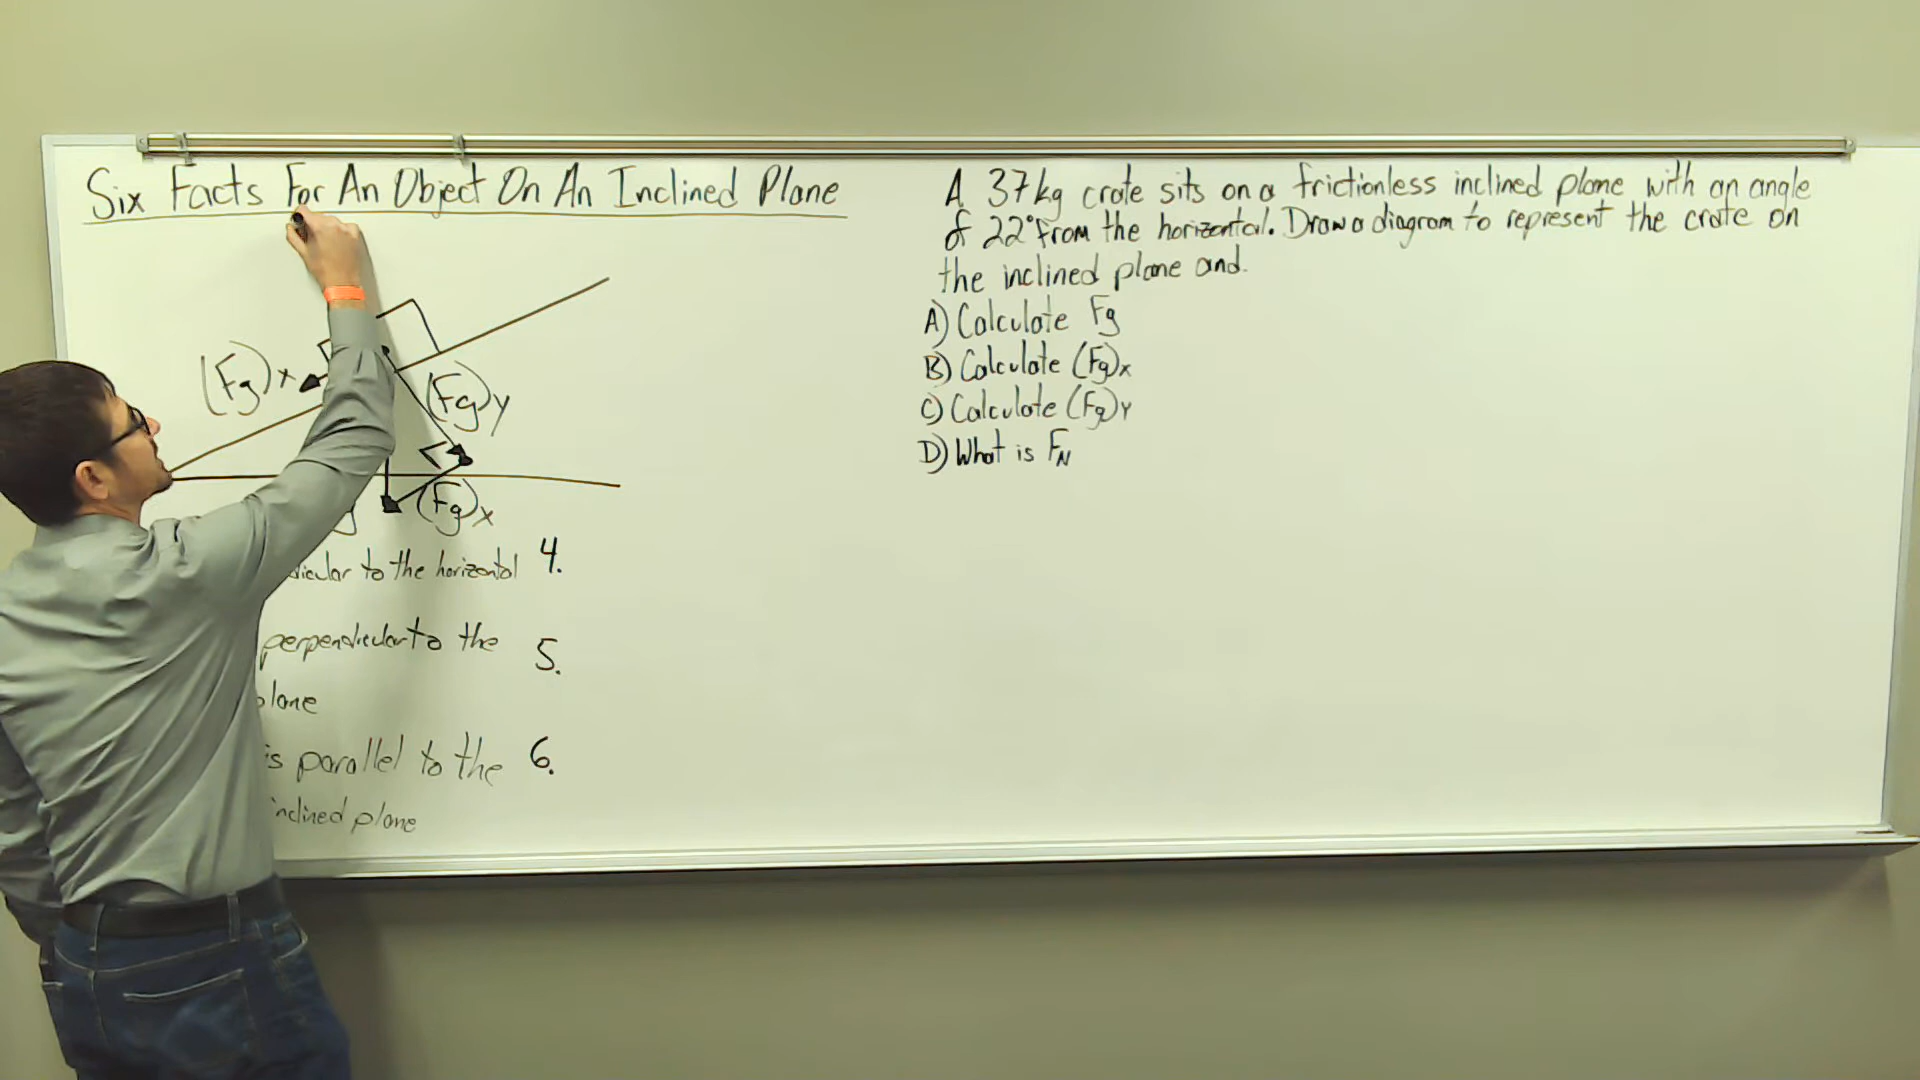 Six Facts For An Object On An Inclined Plane
(Fg)x
(Fg)y
(Fg)x
to the horizontal
perpendicular to the
plane
is parallel to the
inclined plane
4.
5.
6.
A 37kg crate sits on a frictionless inclined plane with an angle
of 22° from the horizontal. Draw a diagram to represent the crate on
the inclined plane and.
A) Calculate Fg
B) Calculate (Fg)x
C) Calculate (Fg)y
D) What is FN